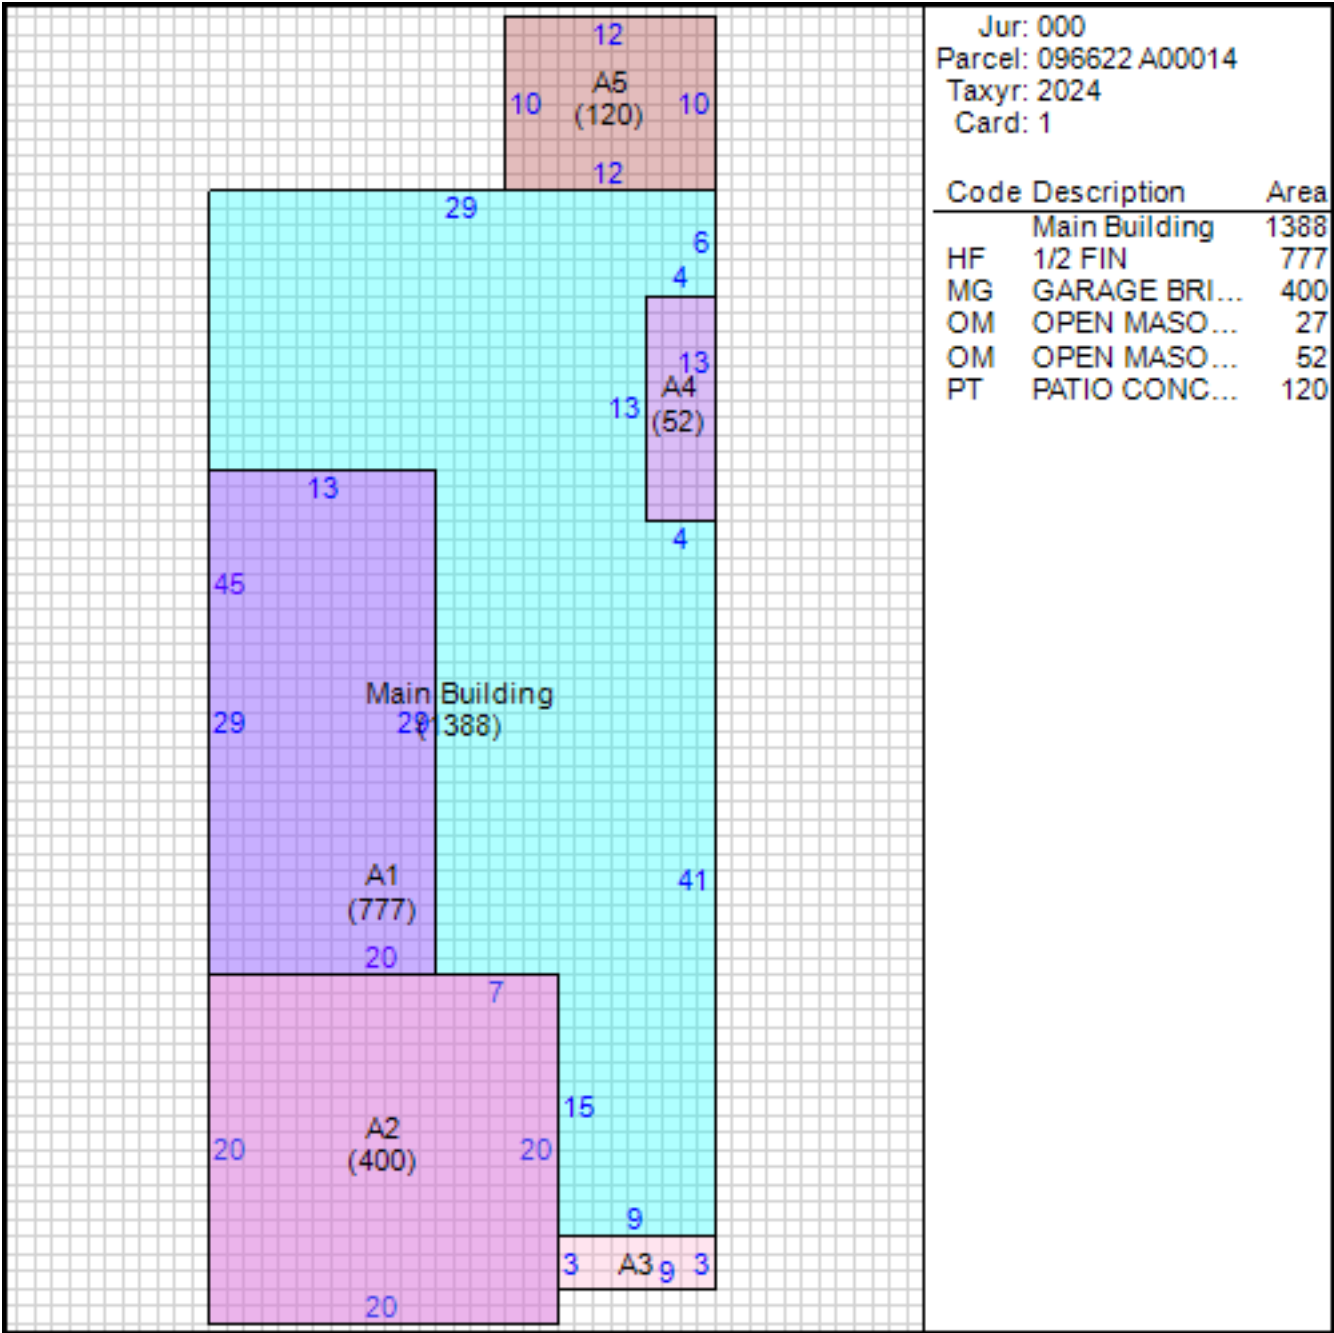 12
A5
10
(120)
10
12
29
6
4
13
A4
13
(52)
13
4
45
Main Building
29
29
(1388)
41
A1
(777)
20
7
15
A2
20
(400)
20
9
3
A3
9
3
20
Jur: 000
Parcel: 096622 A00014
Taxyr: 2024
Card: 1
Code Description Area
Main Building 1388
HF 1/2 FIN 777
MG GARAGE BRI... 400
OM OPEN MASO... 27
OM OPEN MASO... 52
PT PATIO CONC... 120